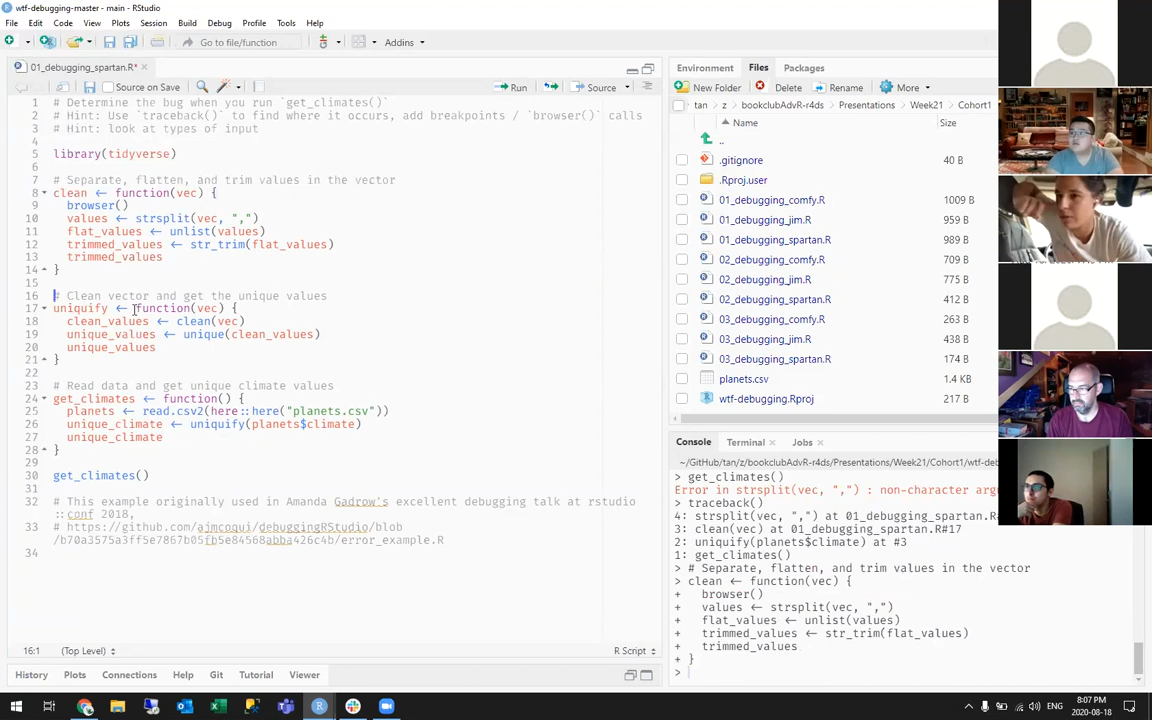 wtf-debugging-master - main - RStudio
File Edit Code View Plots Session Build Debug Profile Tools Help
Go to file/function Addins
01_debugging_spartan.R*
Source on Save Run Source
1 # Determine the bug when you run `get_climates()`
2 # Hint: Use `traceback()` to find where it occurs, add breakpoints / `browser()` calls
3 # Hint: look at types of input
4
5 library(tidyverse)
6
7 # Separate, flatten, and trim values in the vector
8 clean <- function(vec) {
9 browser()
10 values <- strsplit(vec, ",")
11 flat_values <- unlist(values)
12 trimmed_values <- str_trim(flat_values)
13 trimmed_values
14 }
15
16 # Clean vector and get the unique values
17 uniquify <- function(vec) {
18 clean_values <- clean(vec)
19 unique_values <- unique(clean_values)
20 unique_values
21 }
22
23 # Read data and get unique climate values
24 get_climates <- function() {
25 planets <- read.csv2(here::here("planets.csv"))
26 unique_climate <- uniquify(planets$climate)
27 unique_climate
28 }
29
30 get_climates()
31
32 # This example originally used in Amanda Gadrow's excellent debugging talk at rstudio
::conf 2018,
33 # https://github.com/ajmcoqui/debuggingRStudio/blob
/b70a3575a3ff5e7867b05fb5e84568abba426c4b/error_example.R
34
16:1 (Top Level) R Script
History Plots Connections Help Git Tutorial Viewer
Environment Files Packages
New Folder Delete Rename More
tan z bookclubAdvR-r4ds Presentations Week21 Cohort1
Name Size
..
.gitignore 40 B
.Rproj.user
01_debugging_comfy.R 1009 B
01_debugging_jim.R 959 B
01_debugging_spartan.R 989 B
02_debugging_comfy.R 709 B
02_debugging_jim.R 775 B
02_debugging_spartan.R 412 B
03_debugging_comfy.R 263 B
03_debugging_jim.R 438 B
03_debugging_spartan.R 174 B
planets.csv 1.4 KB
wtf-debugging.Rproj 217 B
Console Terminal Jobs
~/GitHub/tan/z/bookclubAdvR-r4ds/Presentations/Week21/Cohort1/wtf-deb
> get_climates()
Error in strsplit(vec, ",") : non-character arg
> traceback()
4: strsplit(vec, ",") at 01_debugging_spartan.R#
3: clean(vec) at 01_debugging_spartan.R#17
2: uniquify(planets$climate) at #3
1: get_climates()
> # Separate, flatten, and trim values in the vector
> clean <- function(vec) {
+ browser()
+ values <- strsplit(vec, ",")
+ flat_values <- unlist(values)
+ trimmed_values <- str_trim(flat_values)
+ trimmed_values
+ }
>
ENG 8:07 PM
2020-08-18